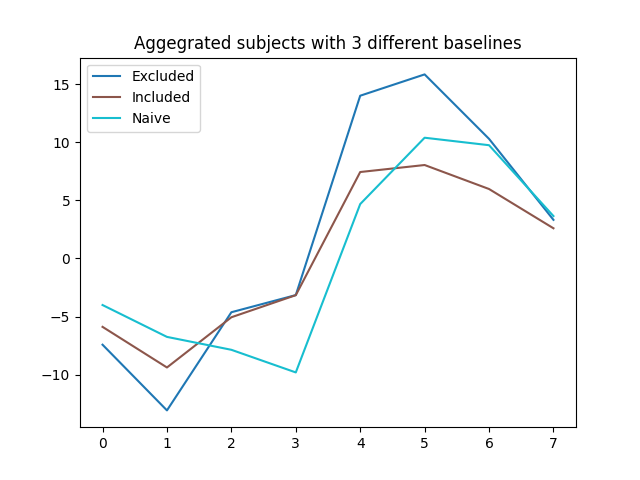 Aggegrated subjects with 3 different baselines
Excluded
Included
Naive
15
10
5
0
−5
−10
0 1 2 3 4 5 6 7